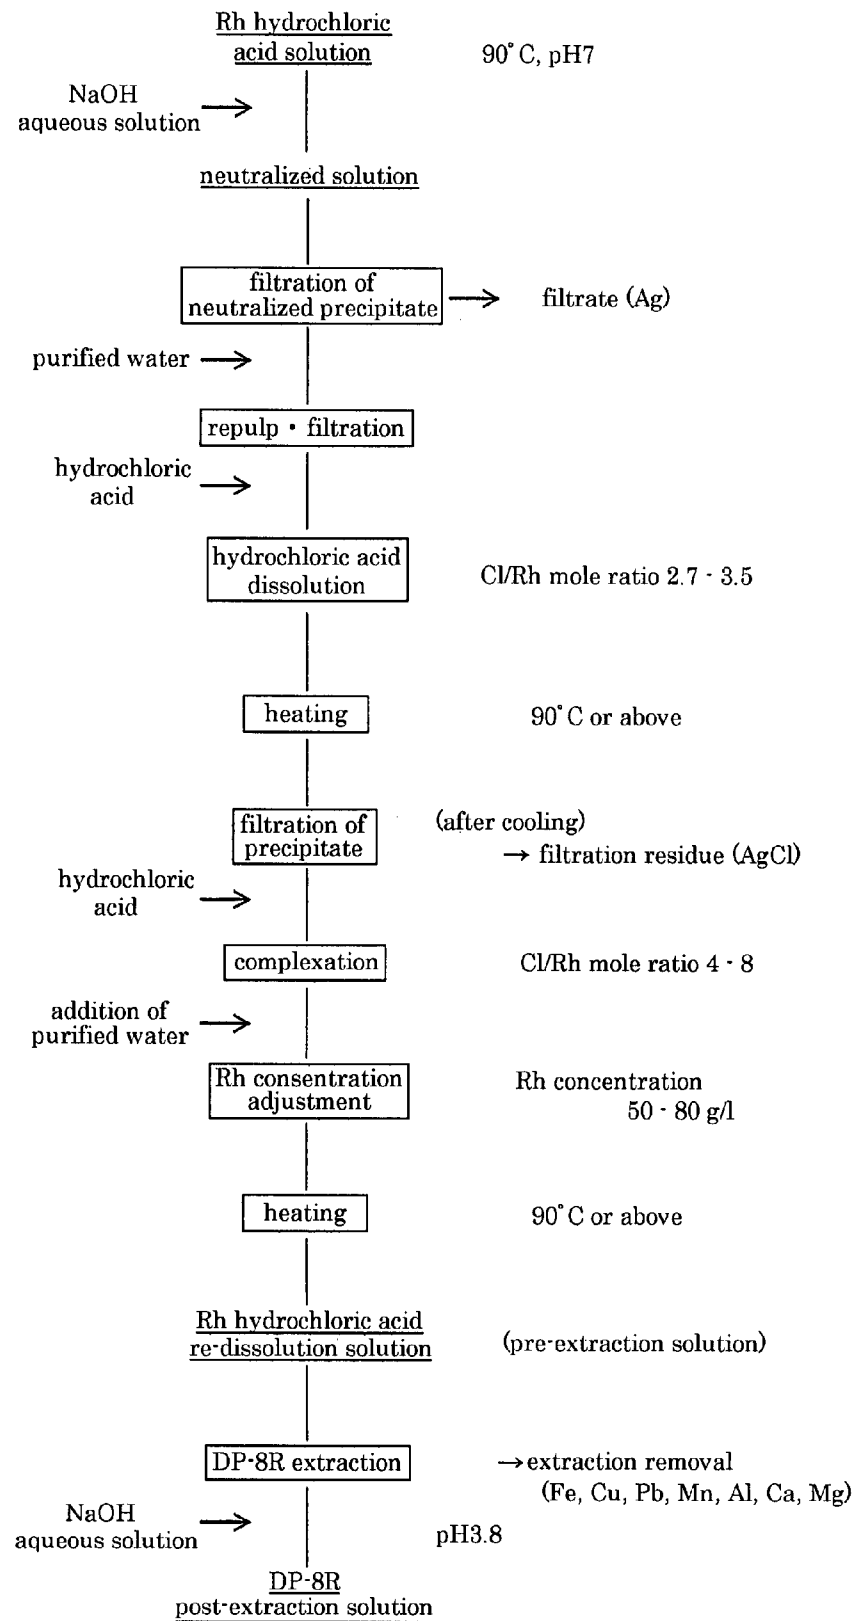 Rh hydrochloric
acid solution
90°C, pH7
NaOH
aqueous solution
neutralized solution
filtration of
neutralized precipitate
filtrate (Ag)
purified water
repulp・filtration
hydrochloric
acid
hydrochloric acid
dissolution
Cl/Rh mole ratio 2.7 - 3.5
heating
90°C or above
filtration of
precipitate
(after cooling)
→ filtration residue (AgCl)
hydrochloric
acid
complexation
Cl/Rh mole ratio 4 - 8
addition of
purified water
Rh consentration
adjustment
Rh concentration
50 - 80 g/l
heating
90°C or above
Rh hydrochloric acid
re-dissolution solution
(pre-extraction solution)
DP-8R extraction
→extraction removal
(Fe, Cu, Pb, Mn, Al, Ca, Mg)
NaOH
aqueous solution
pH3.8
DP-8R
post-extraction solution